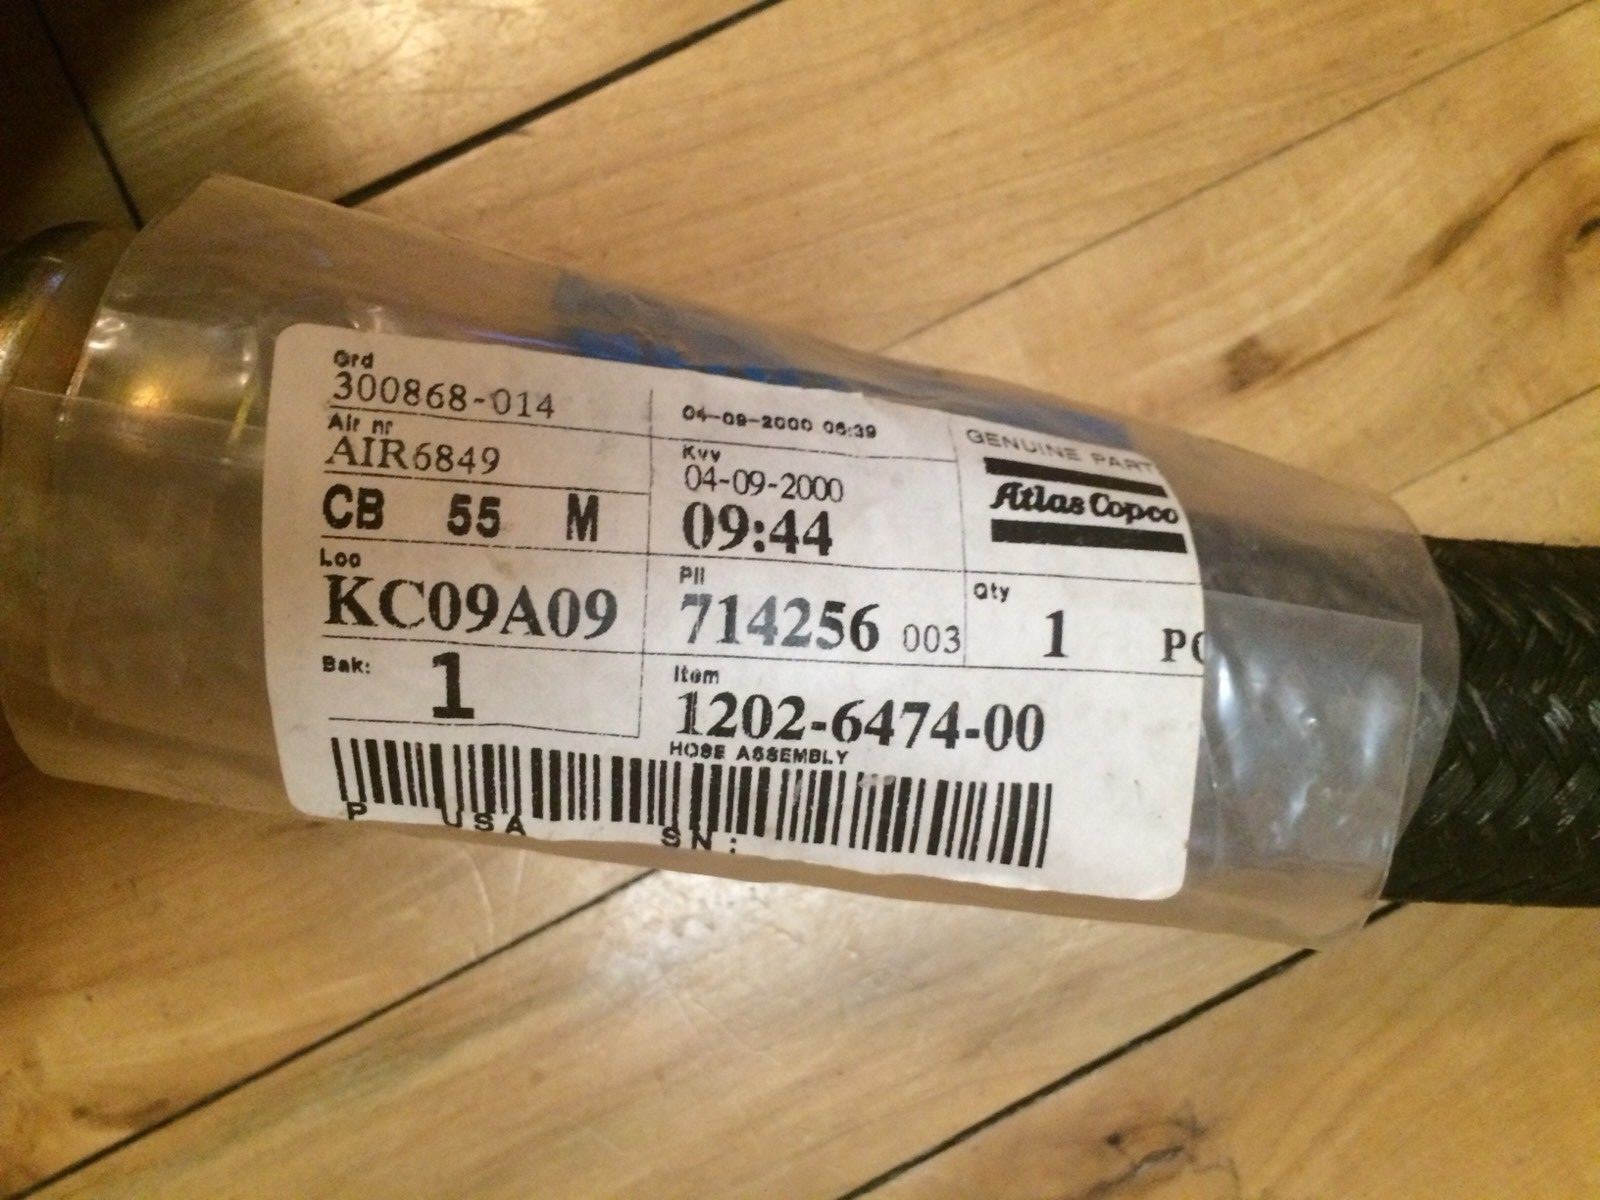 Ord
300868-014
04-09-2000 06:39
GENUINE PART
Air nr
AIR6849
Kvv
04-09-2000
Atlas Copco
CB 55 M
09:44
Loc
KC09A09
Pll
714256 003
Qty
1 PC
Bak:
1
Item
1202-6474-00
HOSE ASSEMBLY
P USA SN: